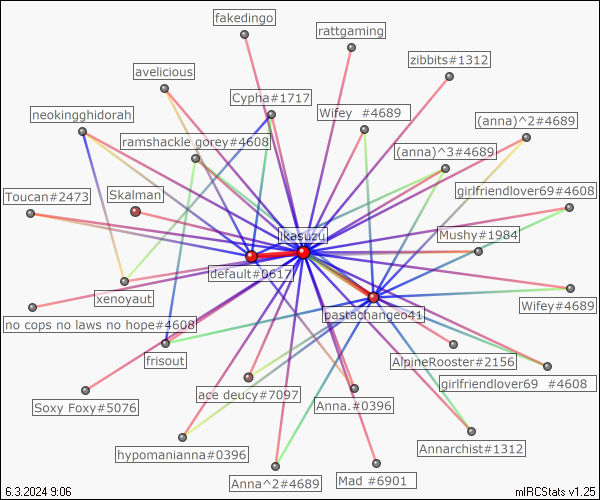 fakedingo
rattgaming
zibbits#1312
avelicious
Cypha#1717
Wifey  #4689
neokingghidorah
(anna)^2#4689
ramshackle gorey#4608
(anna)^3#4689
Toucan#2473
Skalman
girlfriendlover69#4608
ikasuzu
Mushy#1984
default#0617
xenoyaut
Wifey#4689
no cops no laws no hope#4608
pastachangeo41
frisout
AlpineRooster#2156
girlfriendlover69  #4608
ace deucy#7097
Anna.#0396
Soxy Foxy#5076
Annarchist#1312
hypomanianna#0396
Anna^2#4689
Mad #6901
6.3.2024 9:06
mIRCStats v1.25